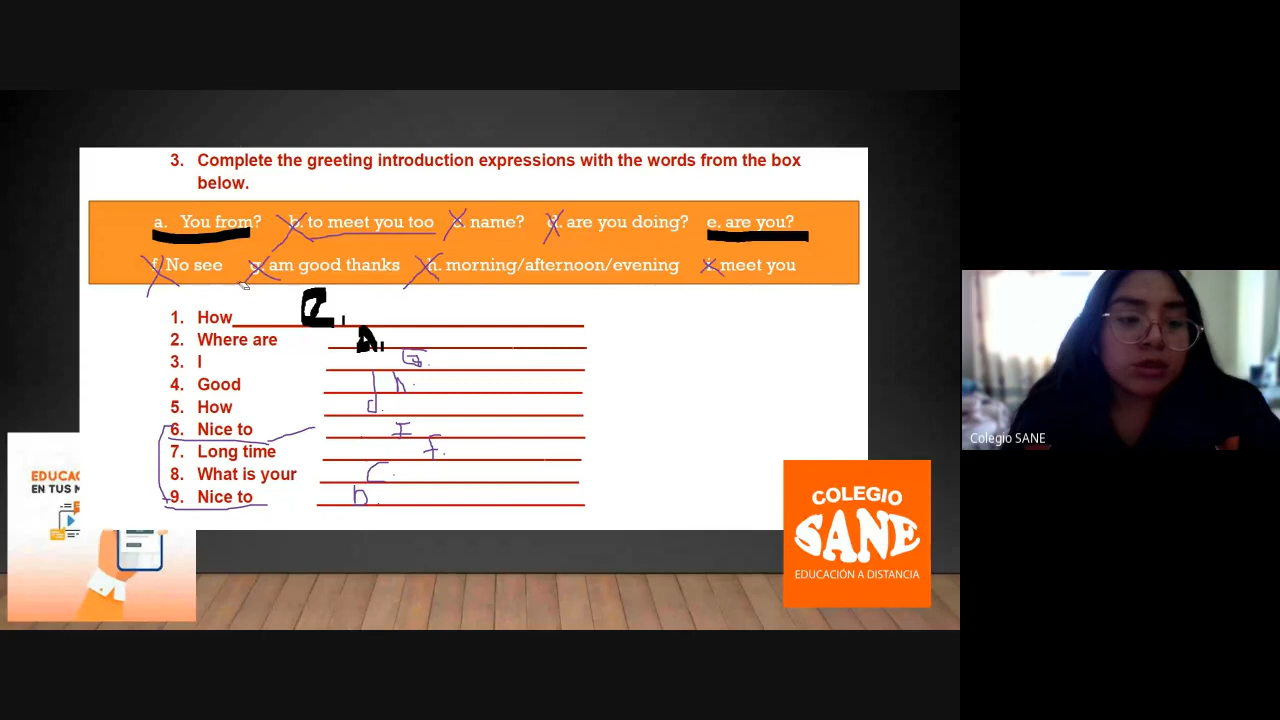 3. Complete the greeting introduction expressions with the words from the box
below.
a. You from? b. to meet you too c. name? d. are you doing? e. are you?
f. No see g. am good thanks h. morning/afternoon/evening i. meet you
1. How e.
2. Where are a.
3. I G.
4. Good h.
5. How d.
6. Nice to I
7. Long time f.
8. What is your c.
9. Nice to b.
EDUCAC
EN TUS M
COLEGIO
SANE
EDUCACIÓN A DISTANCIA
Colegio SANE